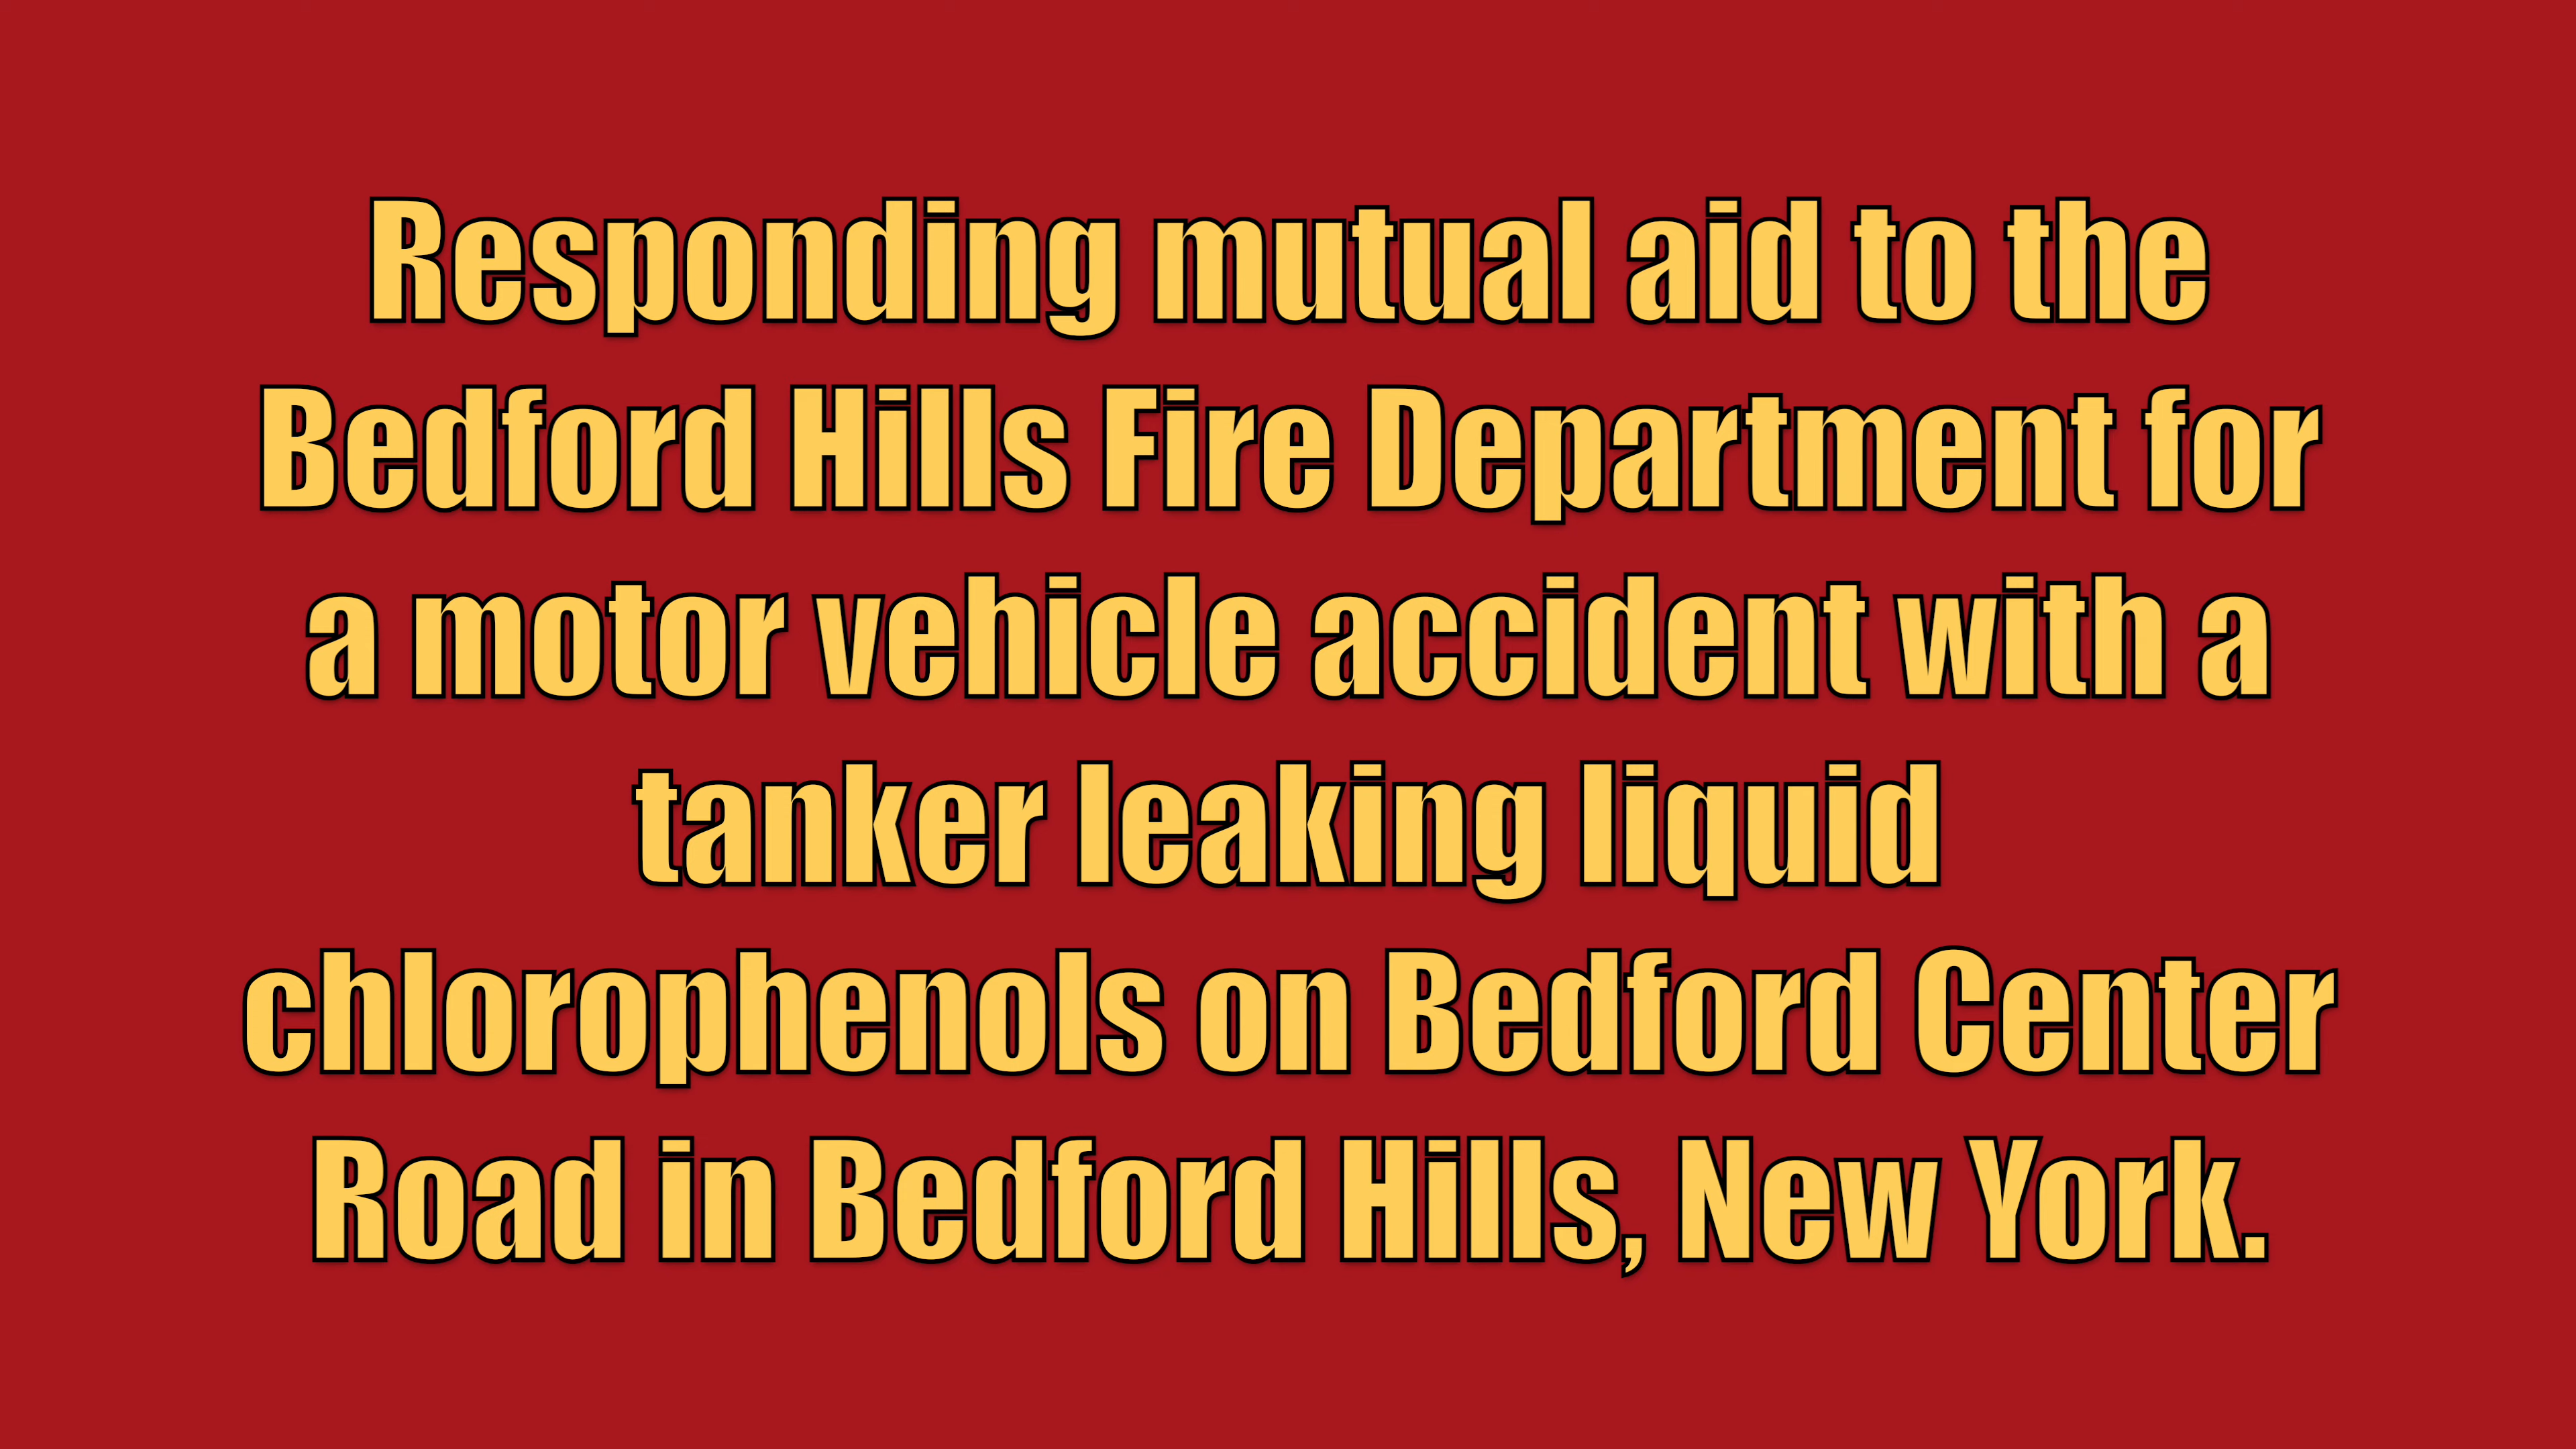 Responding mutual aid to the
Bedford Hills Fire Department for
a motor vehicle accident with a
tanker leaking liquid
chlorophenols on Bedford Center
Road in Bedford Hills, New York.